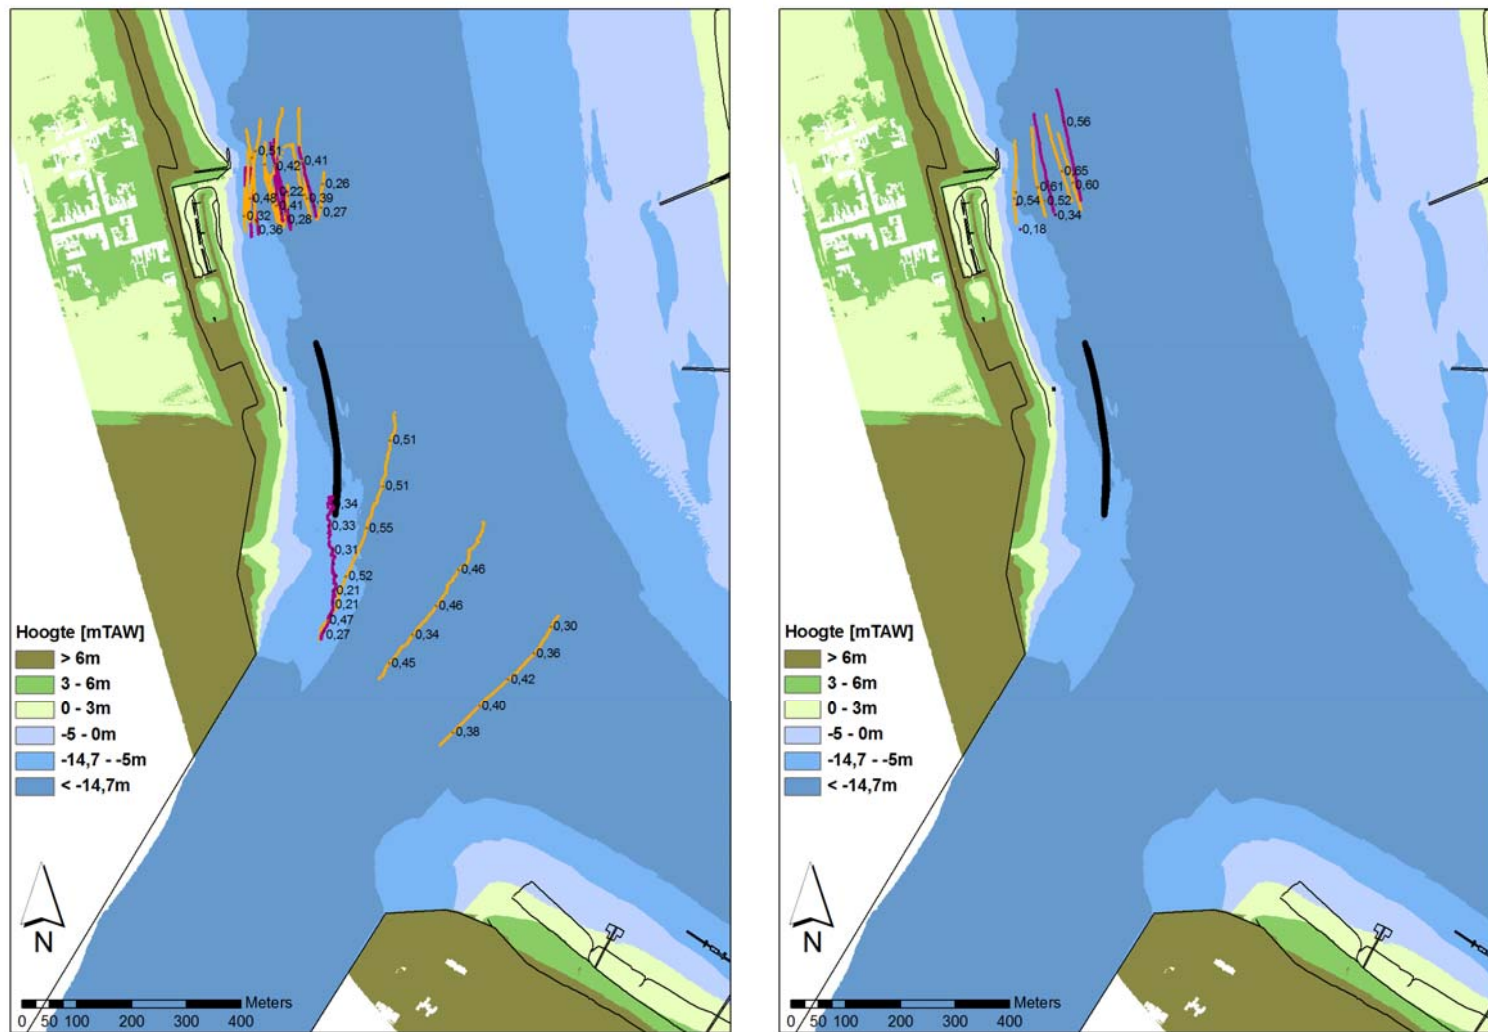 0,51
0,42
0,41
0,26
0,22
0,48
0,39
0,41
0,32
0,28
0,27
0,36
0,51
0,51
0,34
0,33
0,55
0,31
0,52
0,21
0,21
0,47
0,27
0,46
0,46
0,34
0,45
0,30
0,36
0,42
0,40
0,38
Hoogte [mTAW]
> 6m
3 - 6m
0 - 3m
-5 - 0m
-14,7 - -5m
< -14,7m
N
Meters
0 50 100 200 300 400
0,56
0,65
0,61
0,60
0,54
0,52
0,34
0,18
Hoogte [mTAW]
> 6m
3 - 6m
0 - 3m
-5 - 0m
-14,7 - -5m
< -14,7m
N
Meters
0 50 100 200 300 400